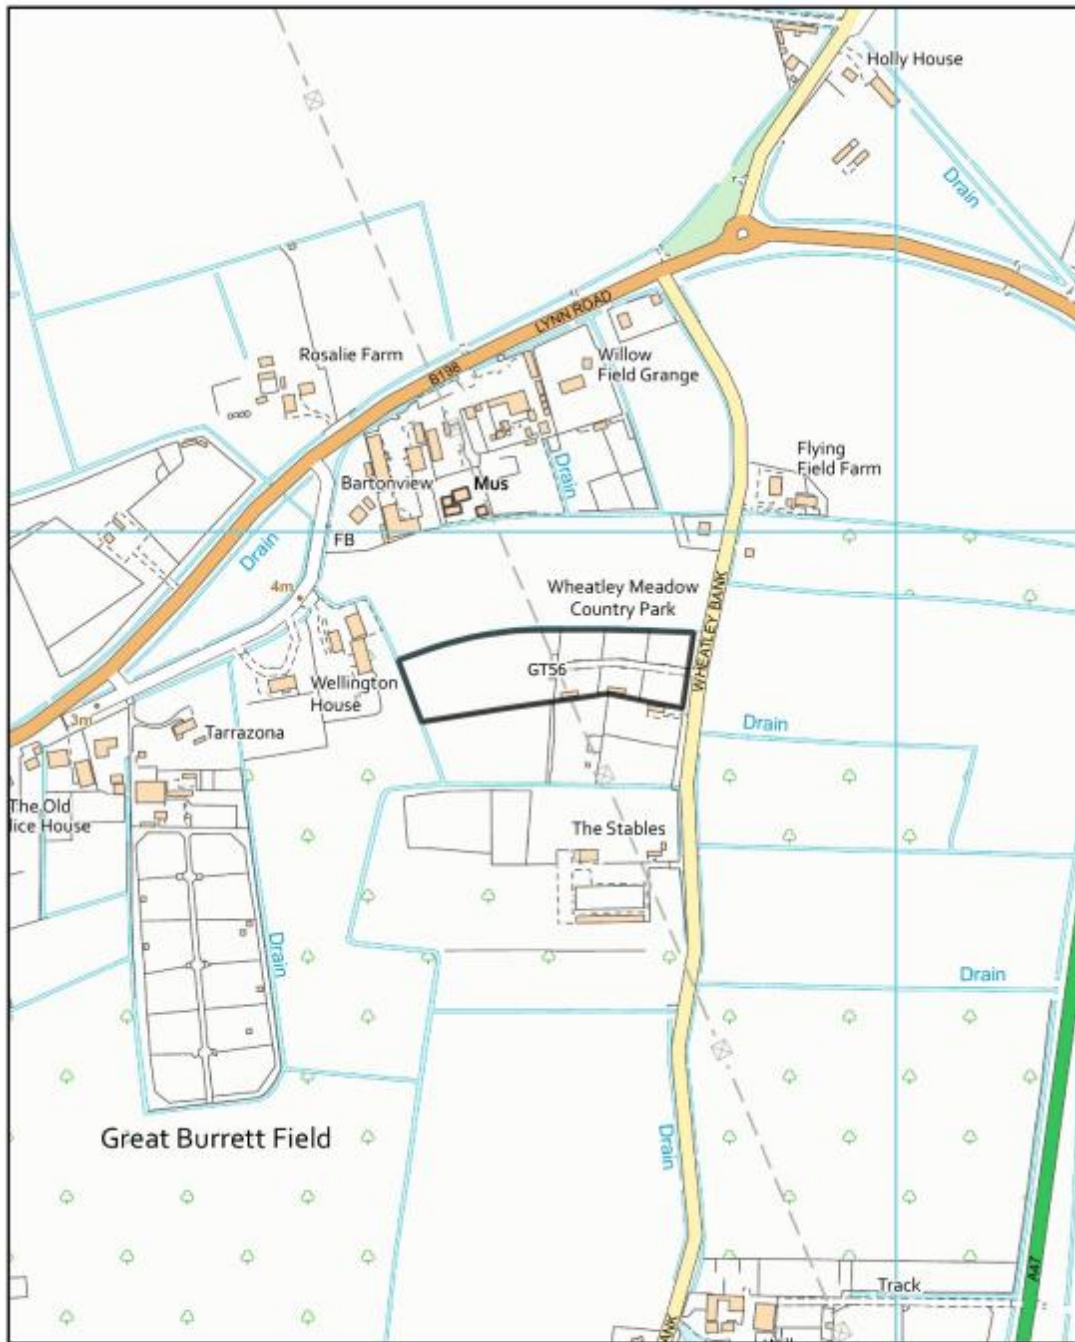 Holly House
Drain
LYNN ROAD
B198
Rosalie Farm
Willow
Field Grange
Flying
Field Farm
Bartonview
Mus
Drain
FB
Drain
4m
Wheatley Meadow
Country Park
WHEATLEY BANK
GT56
Wellington
House
3m
Tarrazona
Drain
The Old
lice House
The Stables
Drain
Drain
Great Burrett Field
Drain
A47
Track